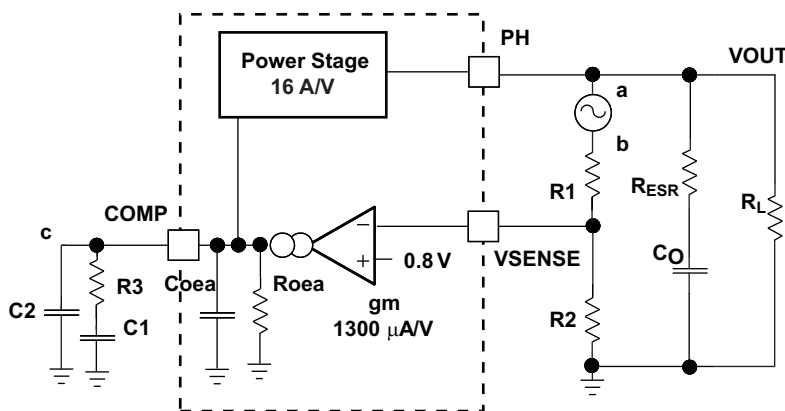 PH
Power Stage
16 A/V
VOUT
a
b
R1
RESR
RL
COMP
c
VSENSE
0.8 V
−
+
CO
R3
Coea
Roea
gm
1300 μA/V
C2
C1
R2